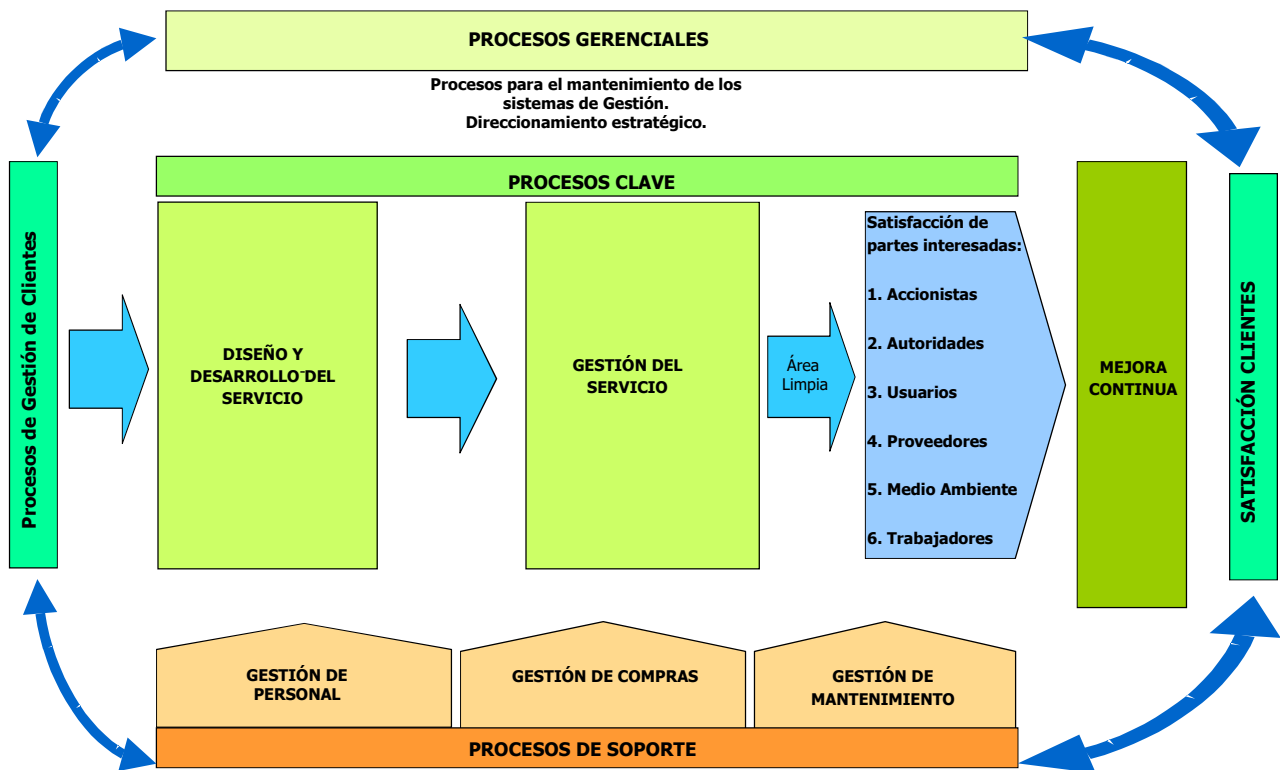 PROCESOS GERENCIALES
Procesos para el mantenimiento de los
sistemas de Gestión.
Direccionamiento estratégico.
Procesos de Gestión de Clientes
PROCESOS CLAVE
DISEÑO Y
DESARROLLO DEL
SERVICIO
GESTIÓN DEL
SERVICIO
Área
Limpia
Satisfacción de
partes interesadas:
1. Accionistas
2. Autoridades
3. Usuarios
4. Proveedores
5. Medio Ambiente
6. Trabajadores
MEJORA
CONTINUA
SATISFACCIÓN CLIENTES
GESTIÓN DE
PERSONAL
GESTIÓN DE COMPRAS
GESTIÓN DE
MANTENIMIENTO
PROCESOS DE SOPORTE